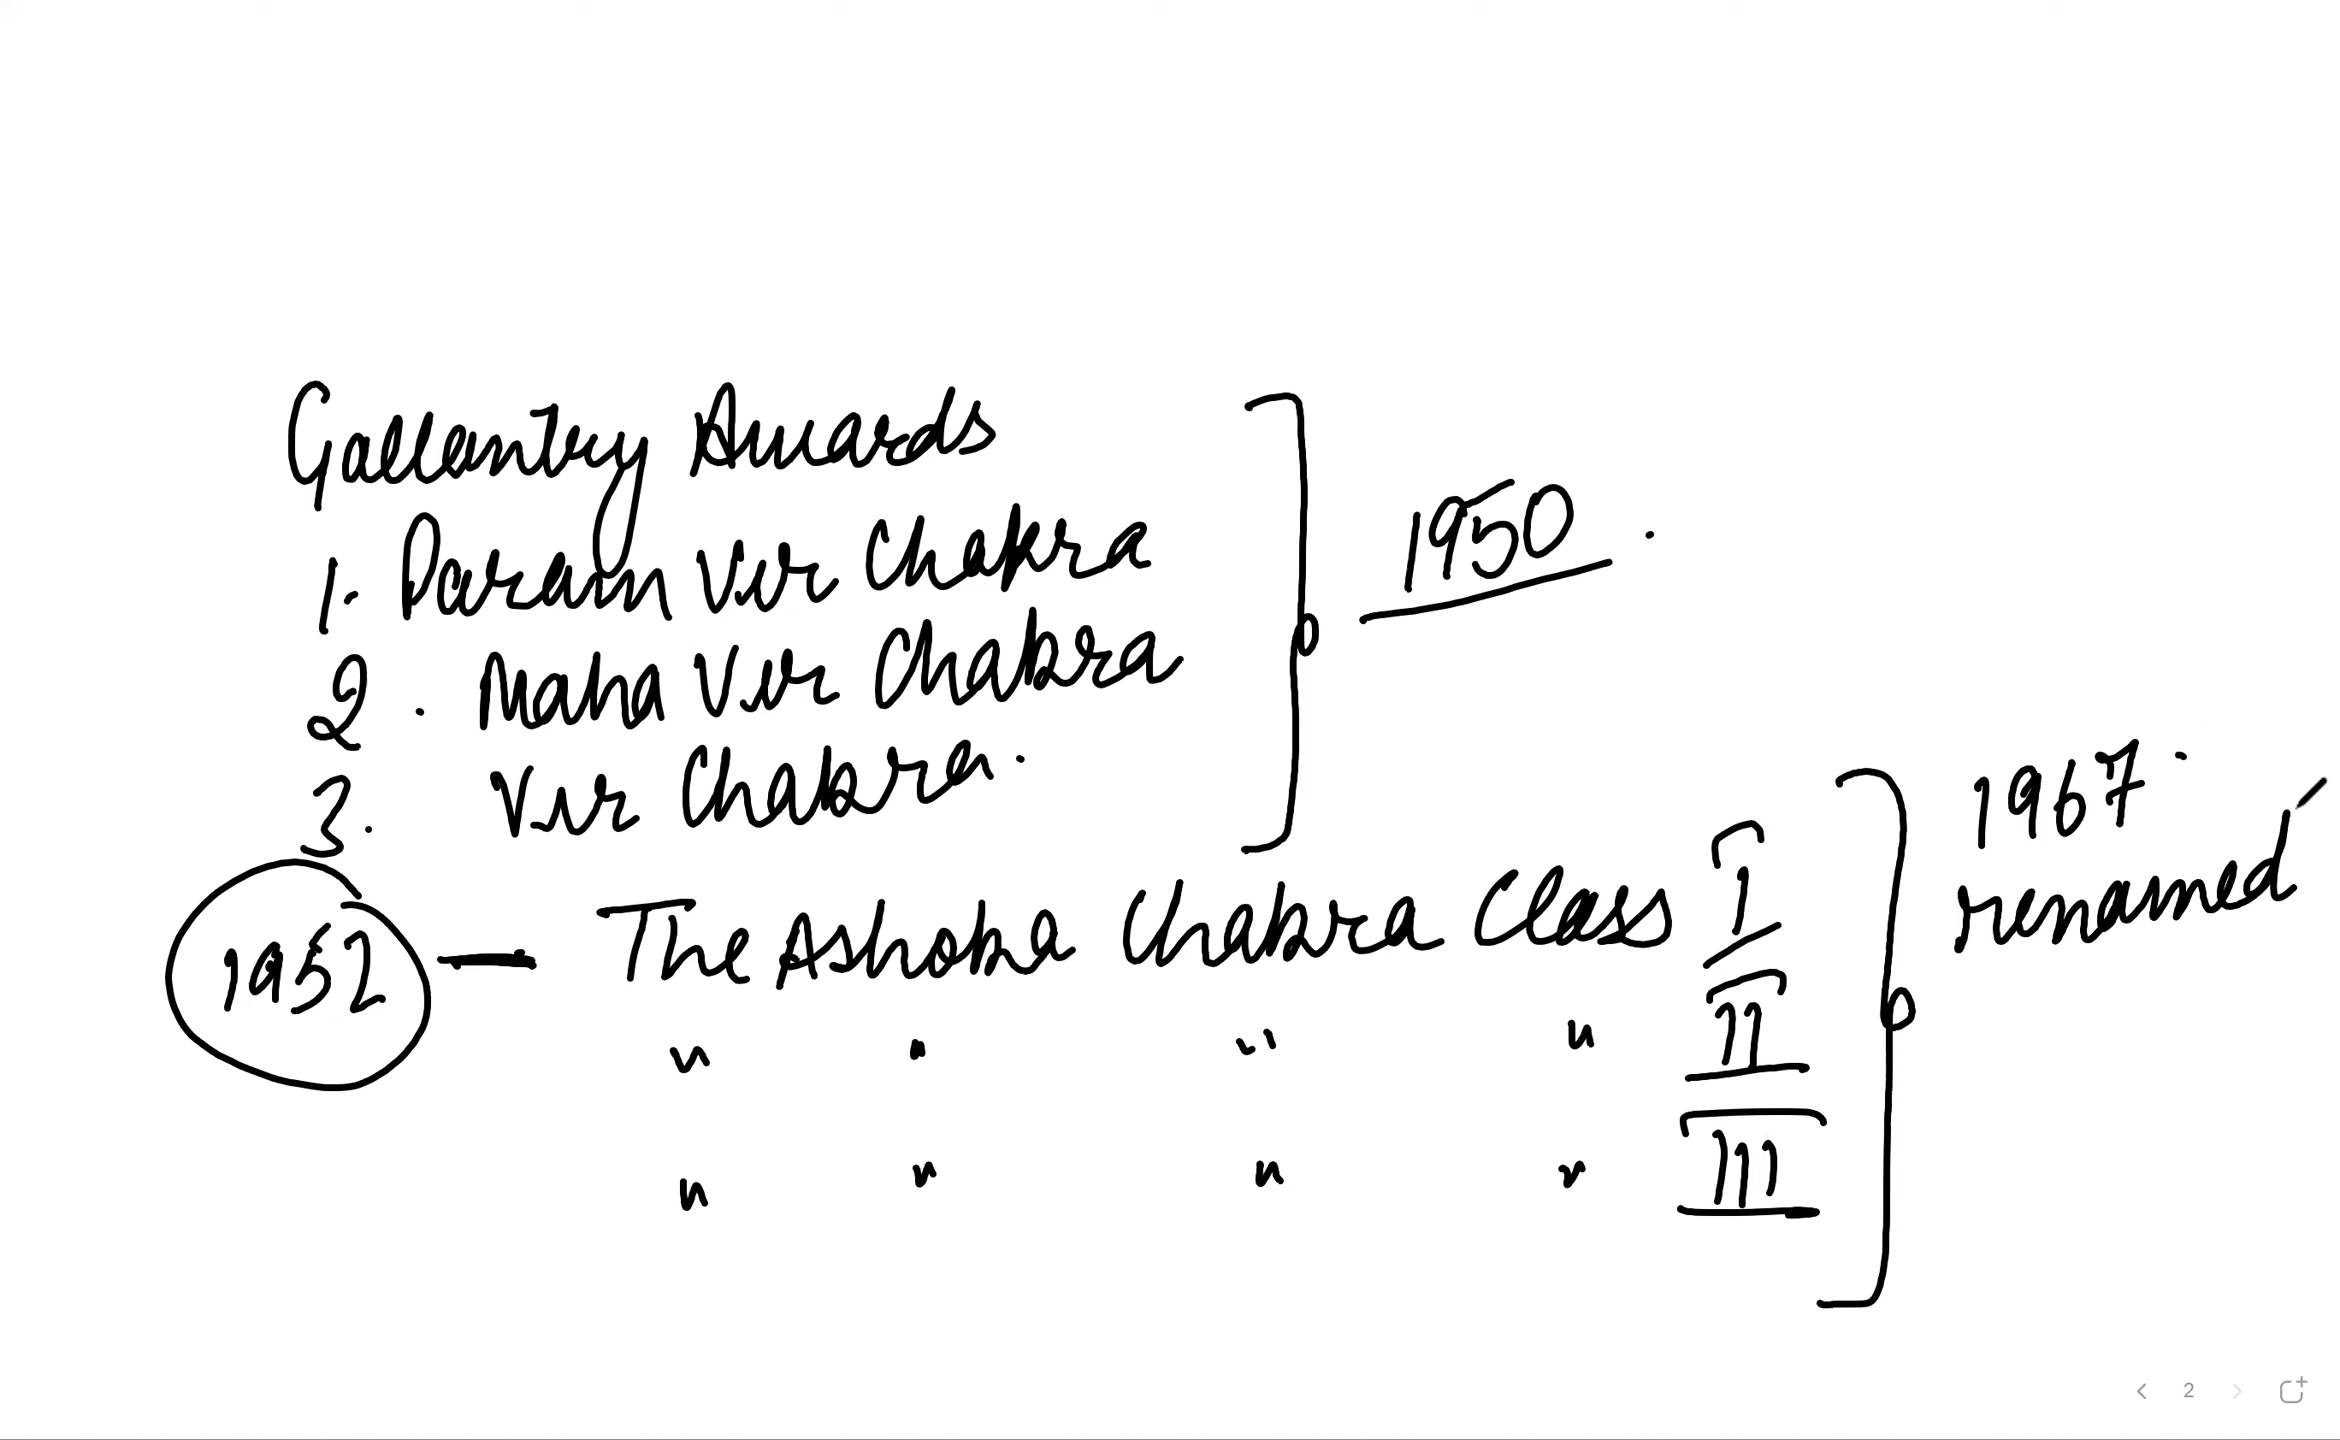 Gallentry Awards
1. Param Vir Chakra
2. Maha Vir Chakra
3. Vir Chakra.
1950.
1952 — The Ashoka Chakra Class I
" " " " II
" " " " III
1967.
renamed
2